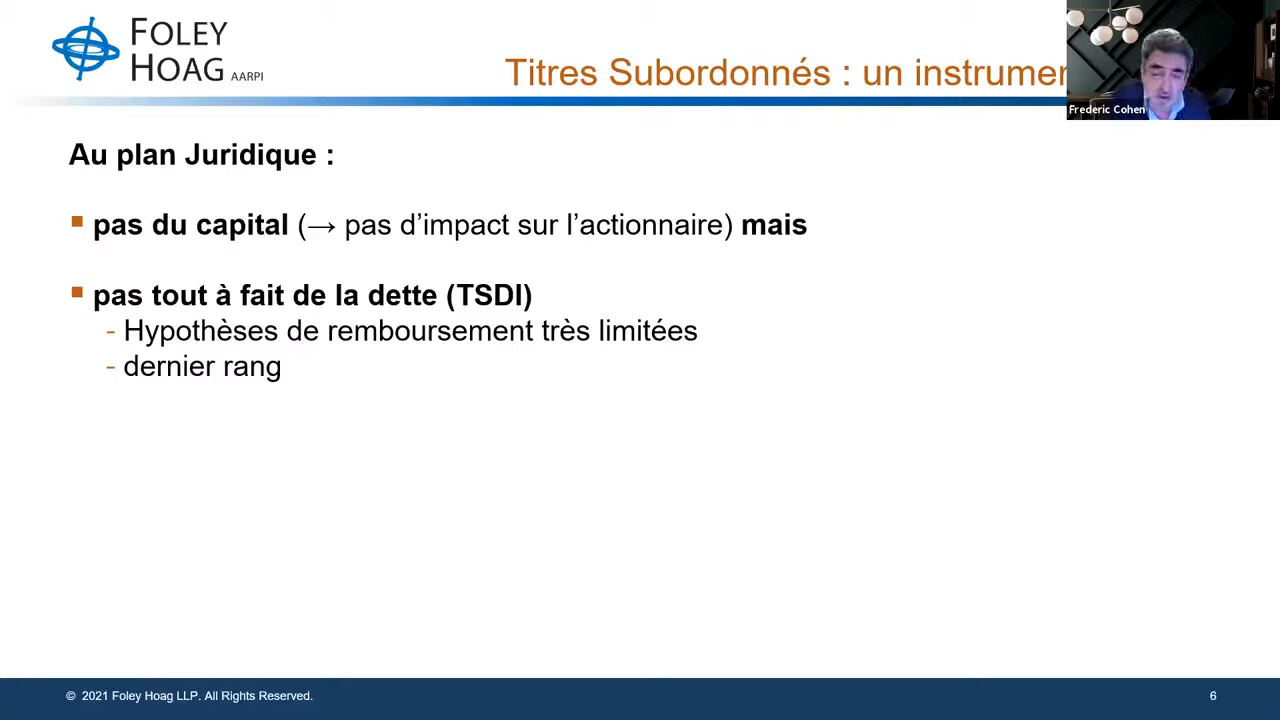 FOLEY
HOAG AARPI
Titres Subordonnés : un
Frederic Cohen
Au plan Juridique :
▪ pas du capital (→ pas d’impact sur l’actionnaire) mais
▪ pas tout à fait de la dette (TSDI)
- Hypothèses de remboursement très limitées
- dernier rang
© 2021 Foley Hoag LLP. All Rights Reserved.
6